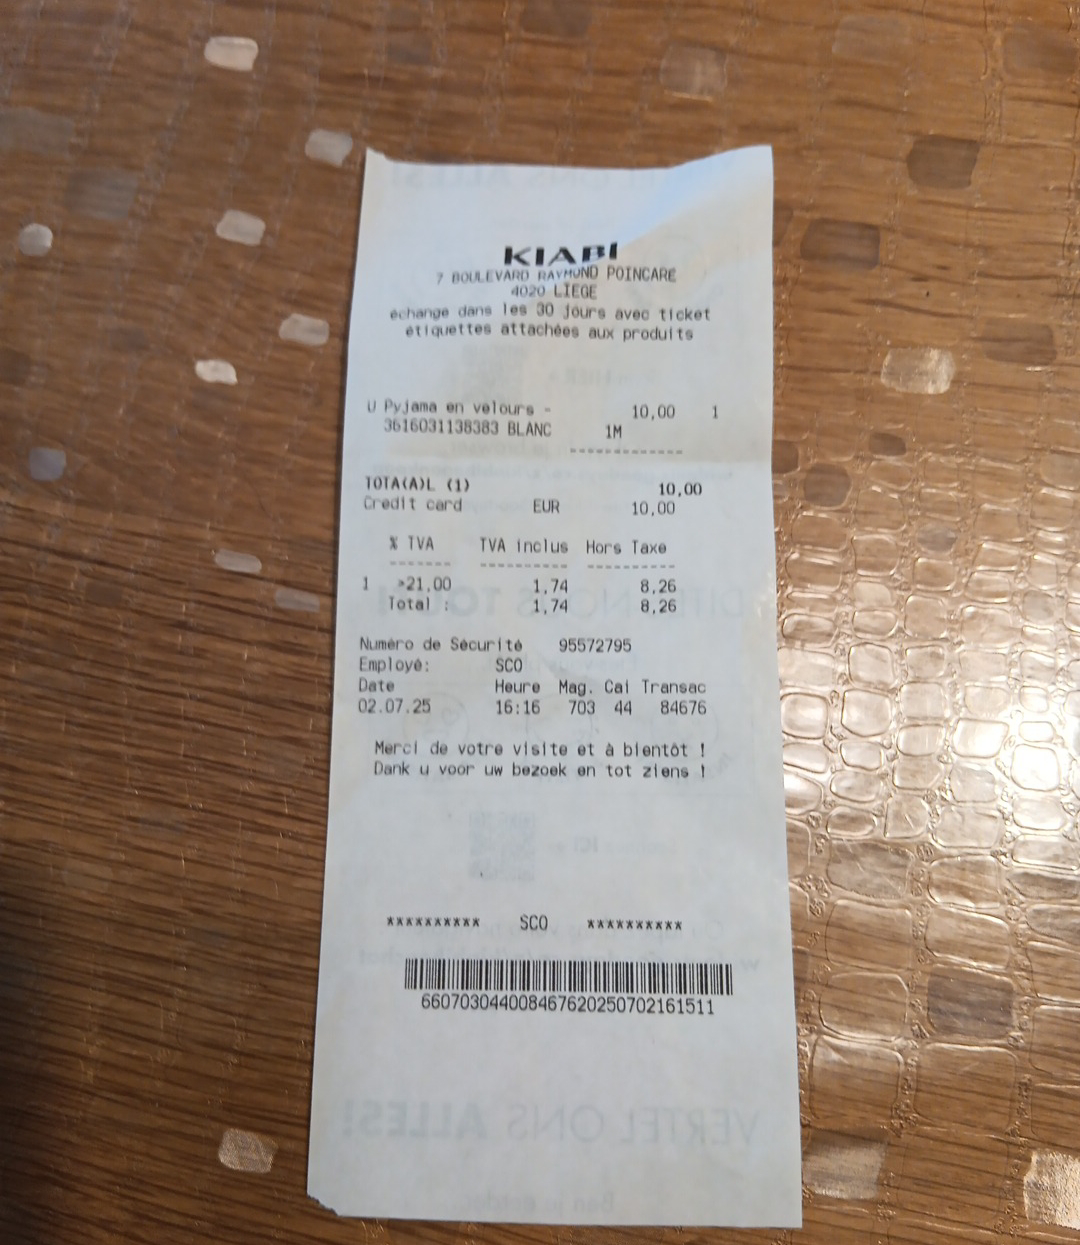 KIABI
7 BOULEVARD RAYMOND POINCARE
4020 LIEGE
échange dans les 30 jours avec ticket
étiquettes attachées aux produits
U Pyjama en velours - 10,00 1
3616031138383 BLANC 1M
-------------
TOTA(A)L (1) 10,00
Credit card EUR 10,00
% TVA TVA inclus Hors Taxe
------- ---------- ----------
1 >21,00 1,74 8,26
Total : 1,74 8,26
Numéro de Sécurité 95572795
Employé: SCO
Date Heure Mag. Cai Transac
02.07.25 16:16 703 44 84676
Merci de votre visite et à bientôt !
Dank u voor uw bezoek en tot ziens !
********** SCO **********
660703044008467620250702161511
VERTEL ONS ALLES!